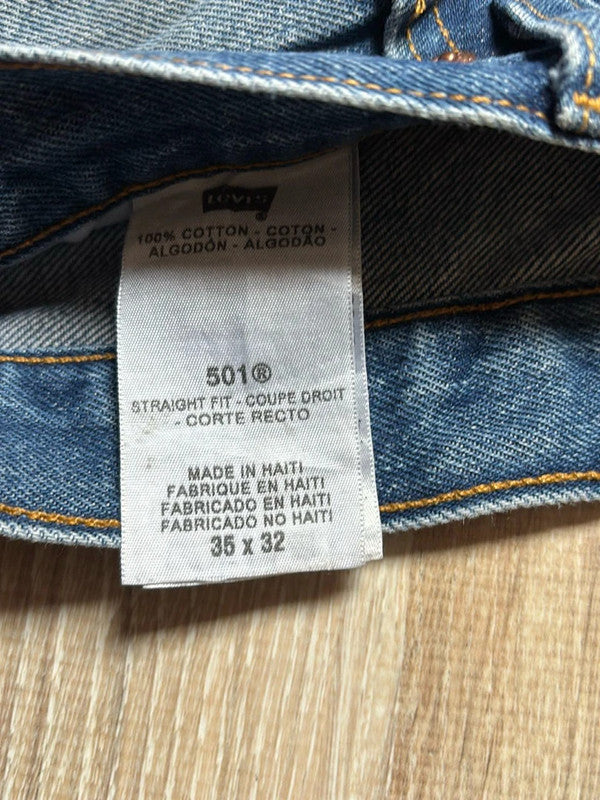 LEVI'S
®
100% COTTON - COTON -
ALGODÓN - ALGODÃO
501®
STRAIGHT FIT - COUPE DROIT
- CORTE RECTO
MADE IN HAITI
FABRIQUE EN HAITI
FABRICADO EN HAITI
FABRICADO NO HAITI
35 x 32